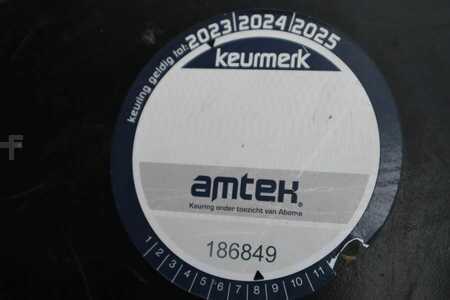 keuring geldig tot: 2023 2024 2025
keurmerk
amtek®
Keuring onder toezicht van Aboma
186849
1 2 3 4 5 6 7 8 9 10 11
F